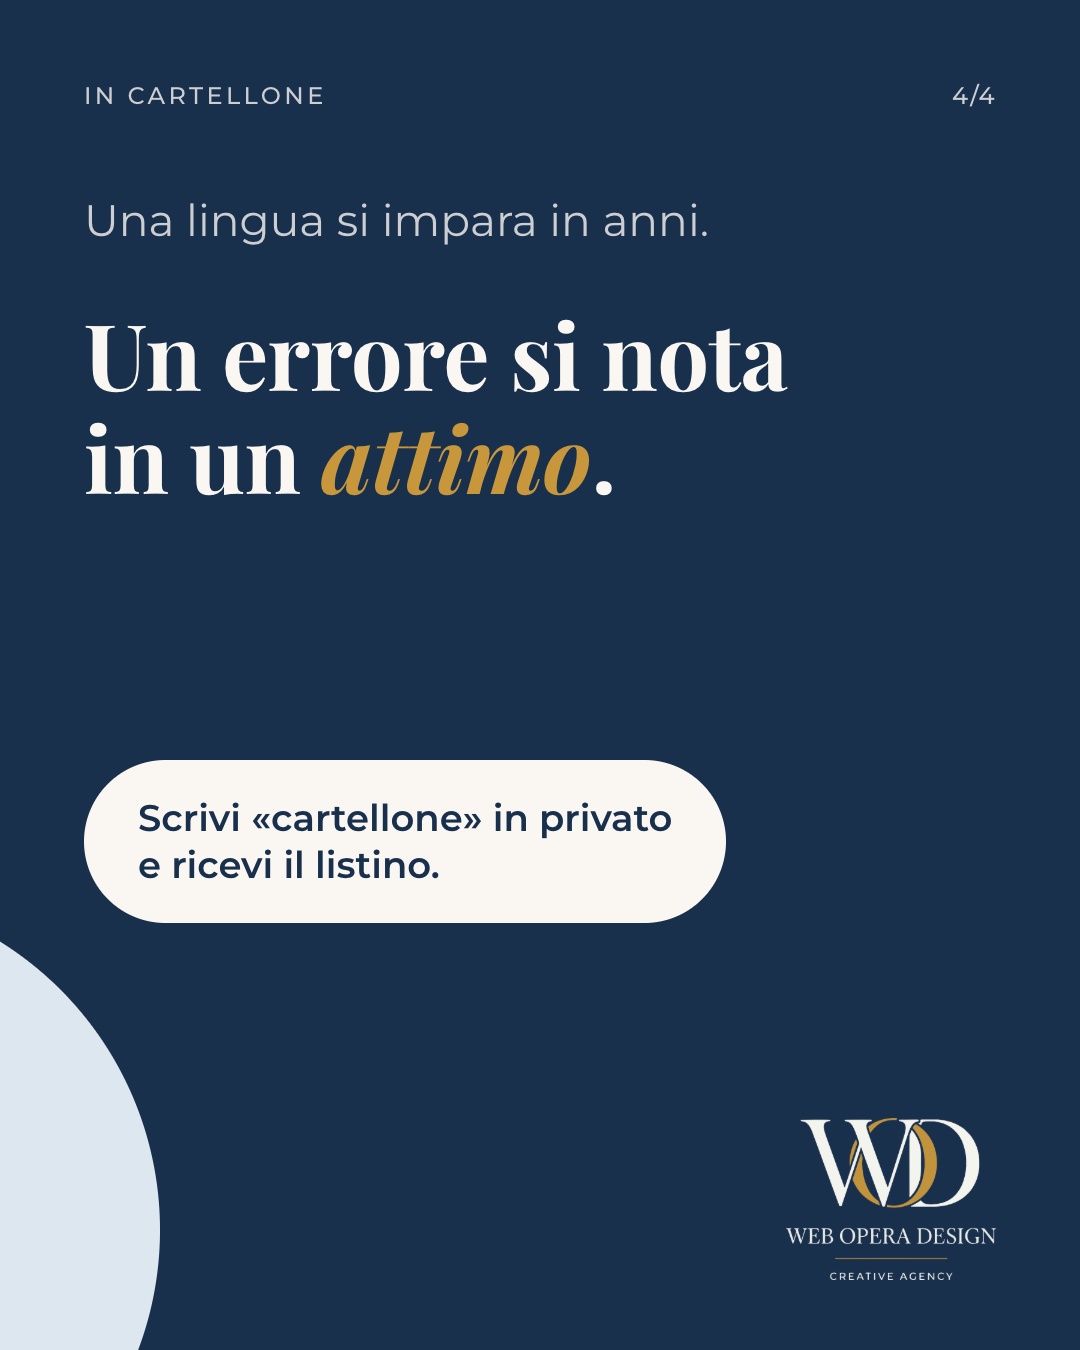 IN CARTELLONE
4/4
Una lingua si impara in anni.
Un errore si nota
in un attimo.
Scrivi «cartellone» in privato
e ricevi il listino.
WOD
WEB OPERA DESIGN
CREATIVE AGENCY